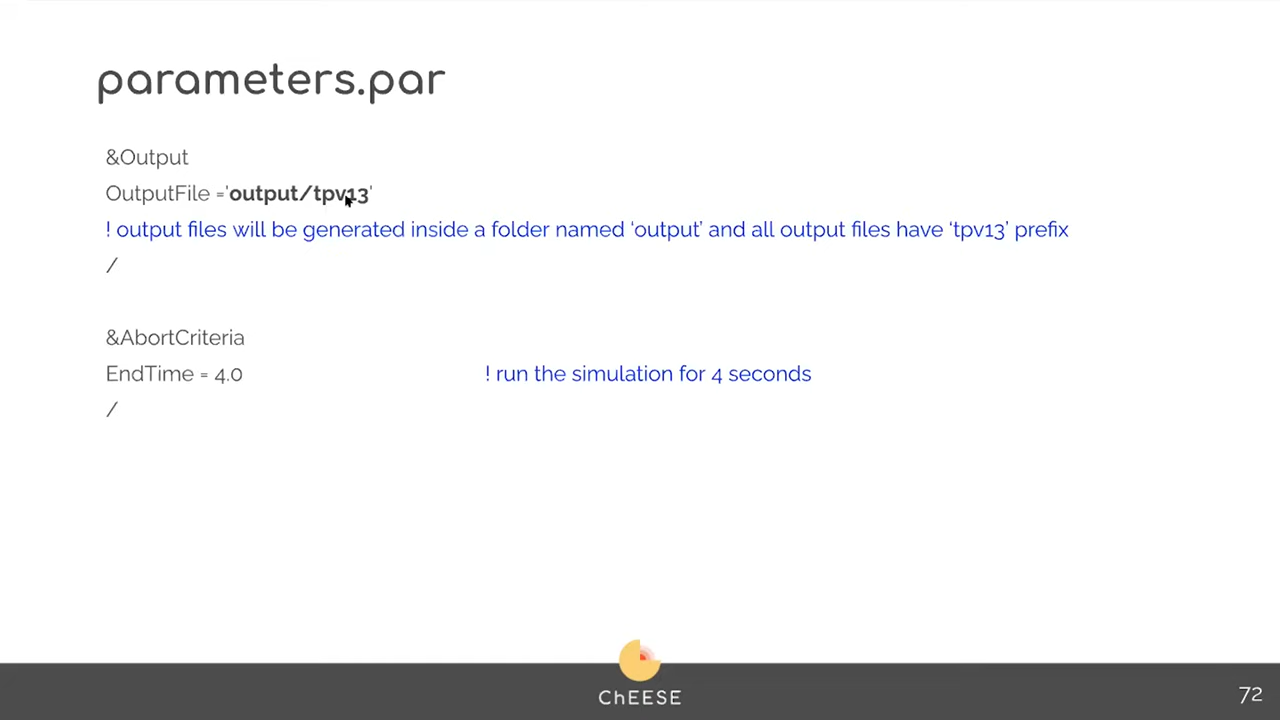 parameters.par
&Output
OutputFile ='output/tpv13'
! output files will be generated inside a folder named ‘output’ and all output files have ‘tpv13’ prefix
/
&AbortCriteria
EndTime = 4.0 ! run the simulation for 4 seconds
/
ChEESE
72